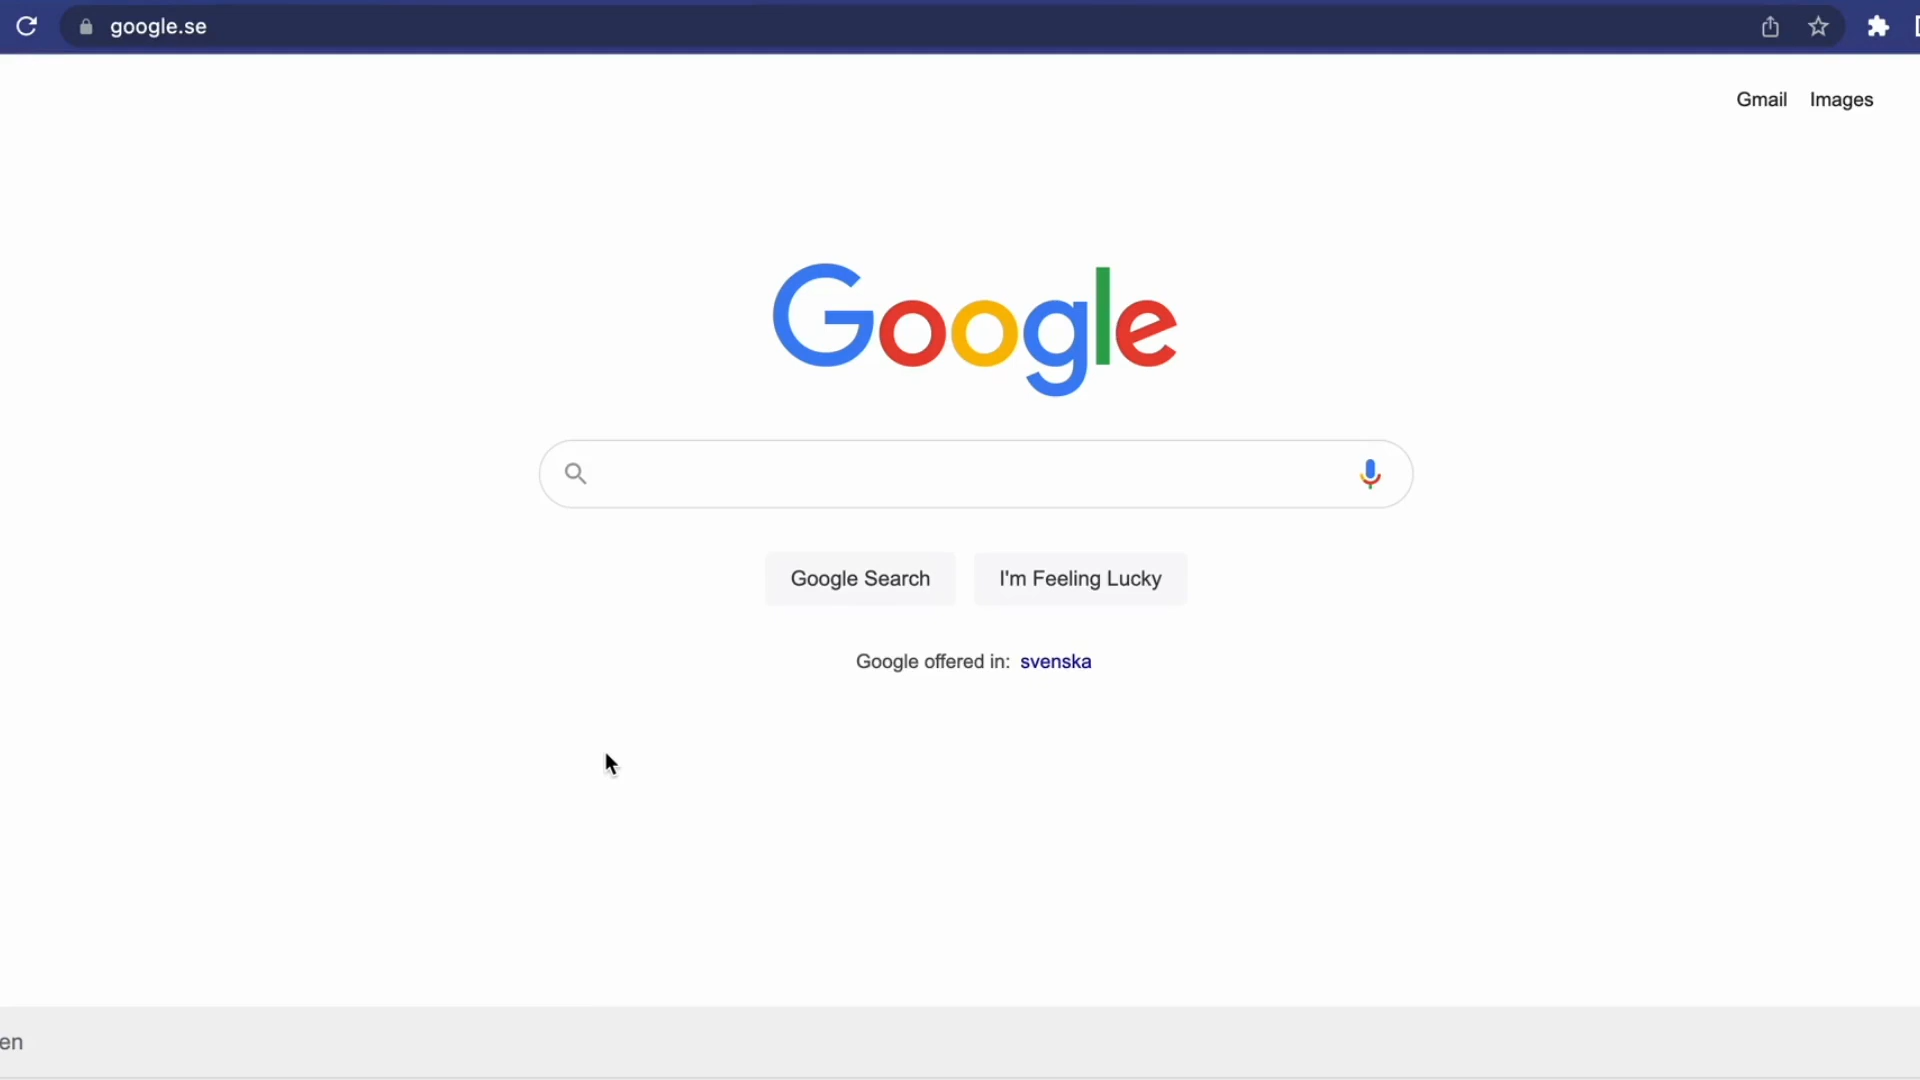 google.se
Gmail Images
Google
Google Search I'm Feeling Lucky
Google offered in: svenska
en